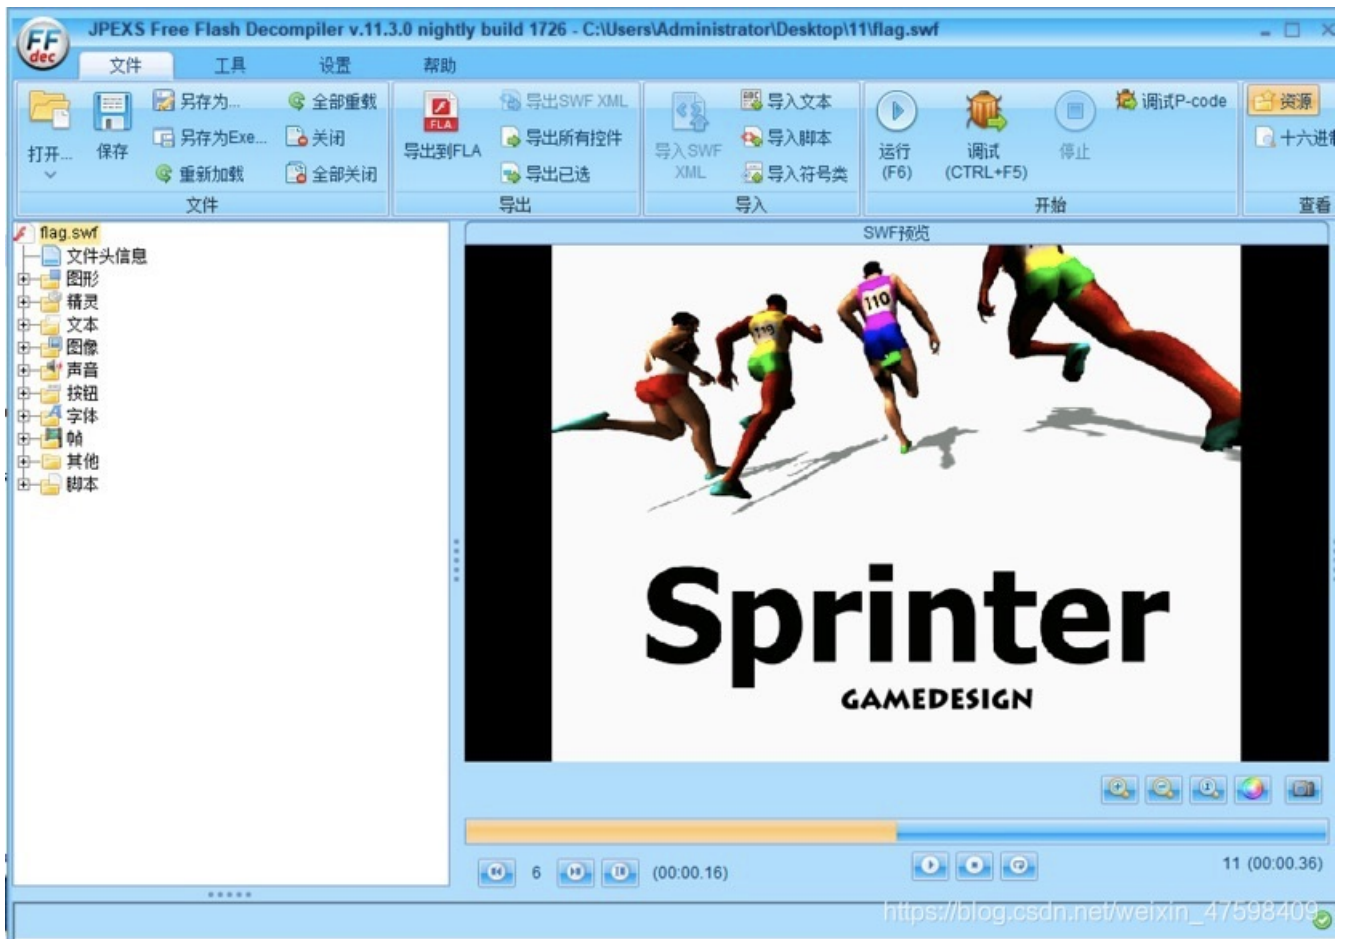 JPEXS Free Flash Decompiler v.11.3.0 nightly build 1726 - C:\Users\Administrator\Desktop\11\flag.swf
FF
dec
文件 工具 设置 帮助
打开...
保存
另存为...
另存为Exe...
重新加载
全部重载
关闭
全部关闭
文件
FLA
导出到FLA
导出SWF XML
导出所有控件
导出已选
导出
导入SWF
XML
导入文本
导入脚本
导入符号类
导入
运行
(F6)
调试
(CTRL+F5)
停止
调试P-code
开始
资源
十六进制
查看
flag.swf
文件头信息
图形
精灵
文本
图像
声音
按钮
字体
帧
其他
脚本
SWF预览
119
110
Sprinter
GAMEDESIGN
6 (00:00.16)
11 (00:00.36)
https://blog.csdn.net/weixin_47598409